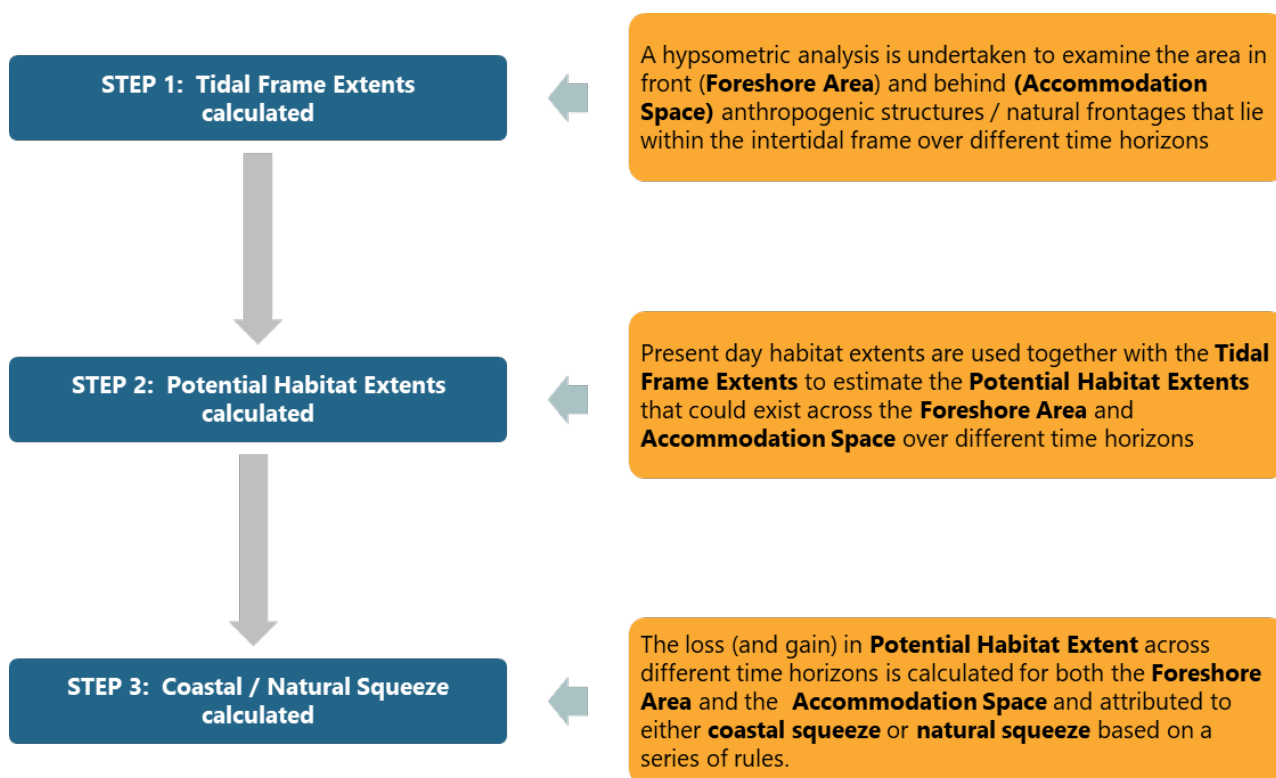 STEP 1: Tidal Frame Extents
calculated
A hypsometric analysis is undertaken to examine the area in
front (Foreshore Area) and behind (Accommodation
Space) anthropogenic structures / natural frontages that lie
within the intertidal frame over different time horizons
STEP 2: Potential Habitat Extents
calculated
Present day habitat extents are used together with the Tidal
Frame Extents to estimate the Potential Habitat Extents
that could exist across the Foreshore Area and
Accommodation Space over different time horizons
STEP 3: Coastal / Natural Squeeze
calculated
The loss (and gain) in Potential Habitat Extent across
different time horizons is calculated for both the Foreshore
Area and the Accommodation Space and attributed to
either coastal squeeze or natural squeeze based on a
series of rules.